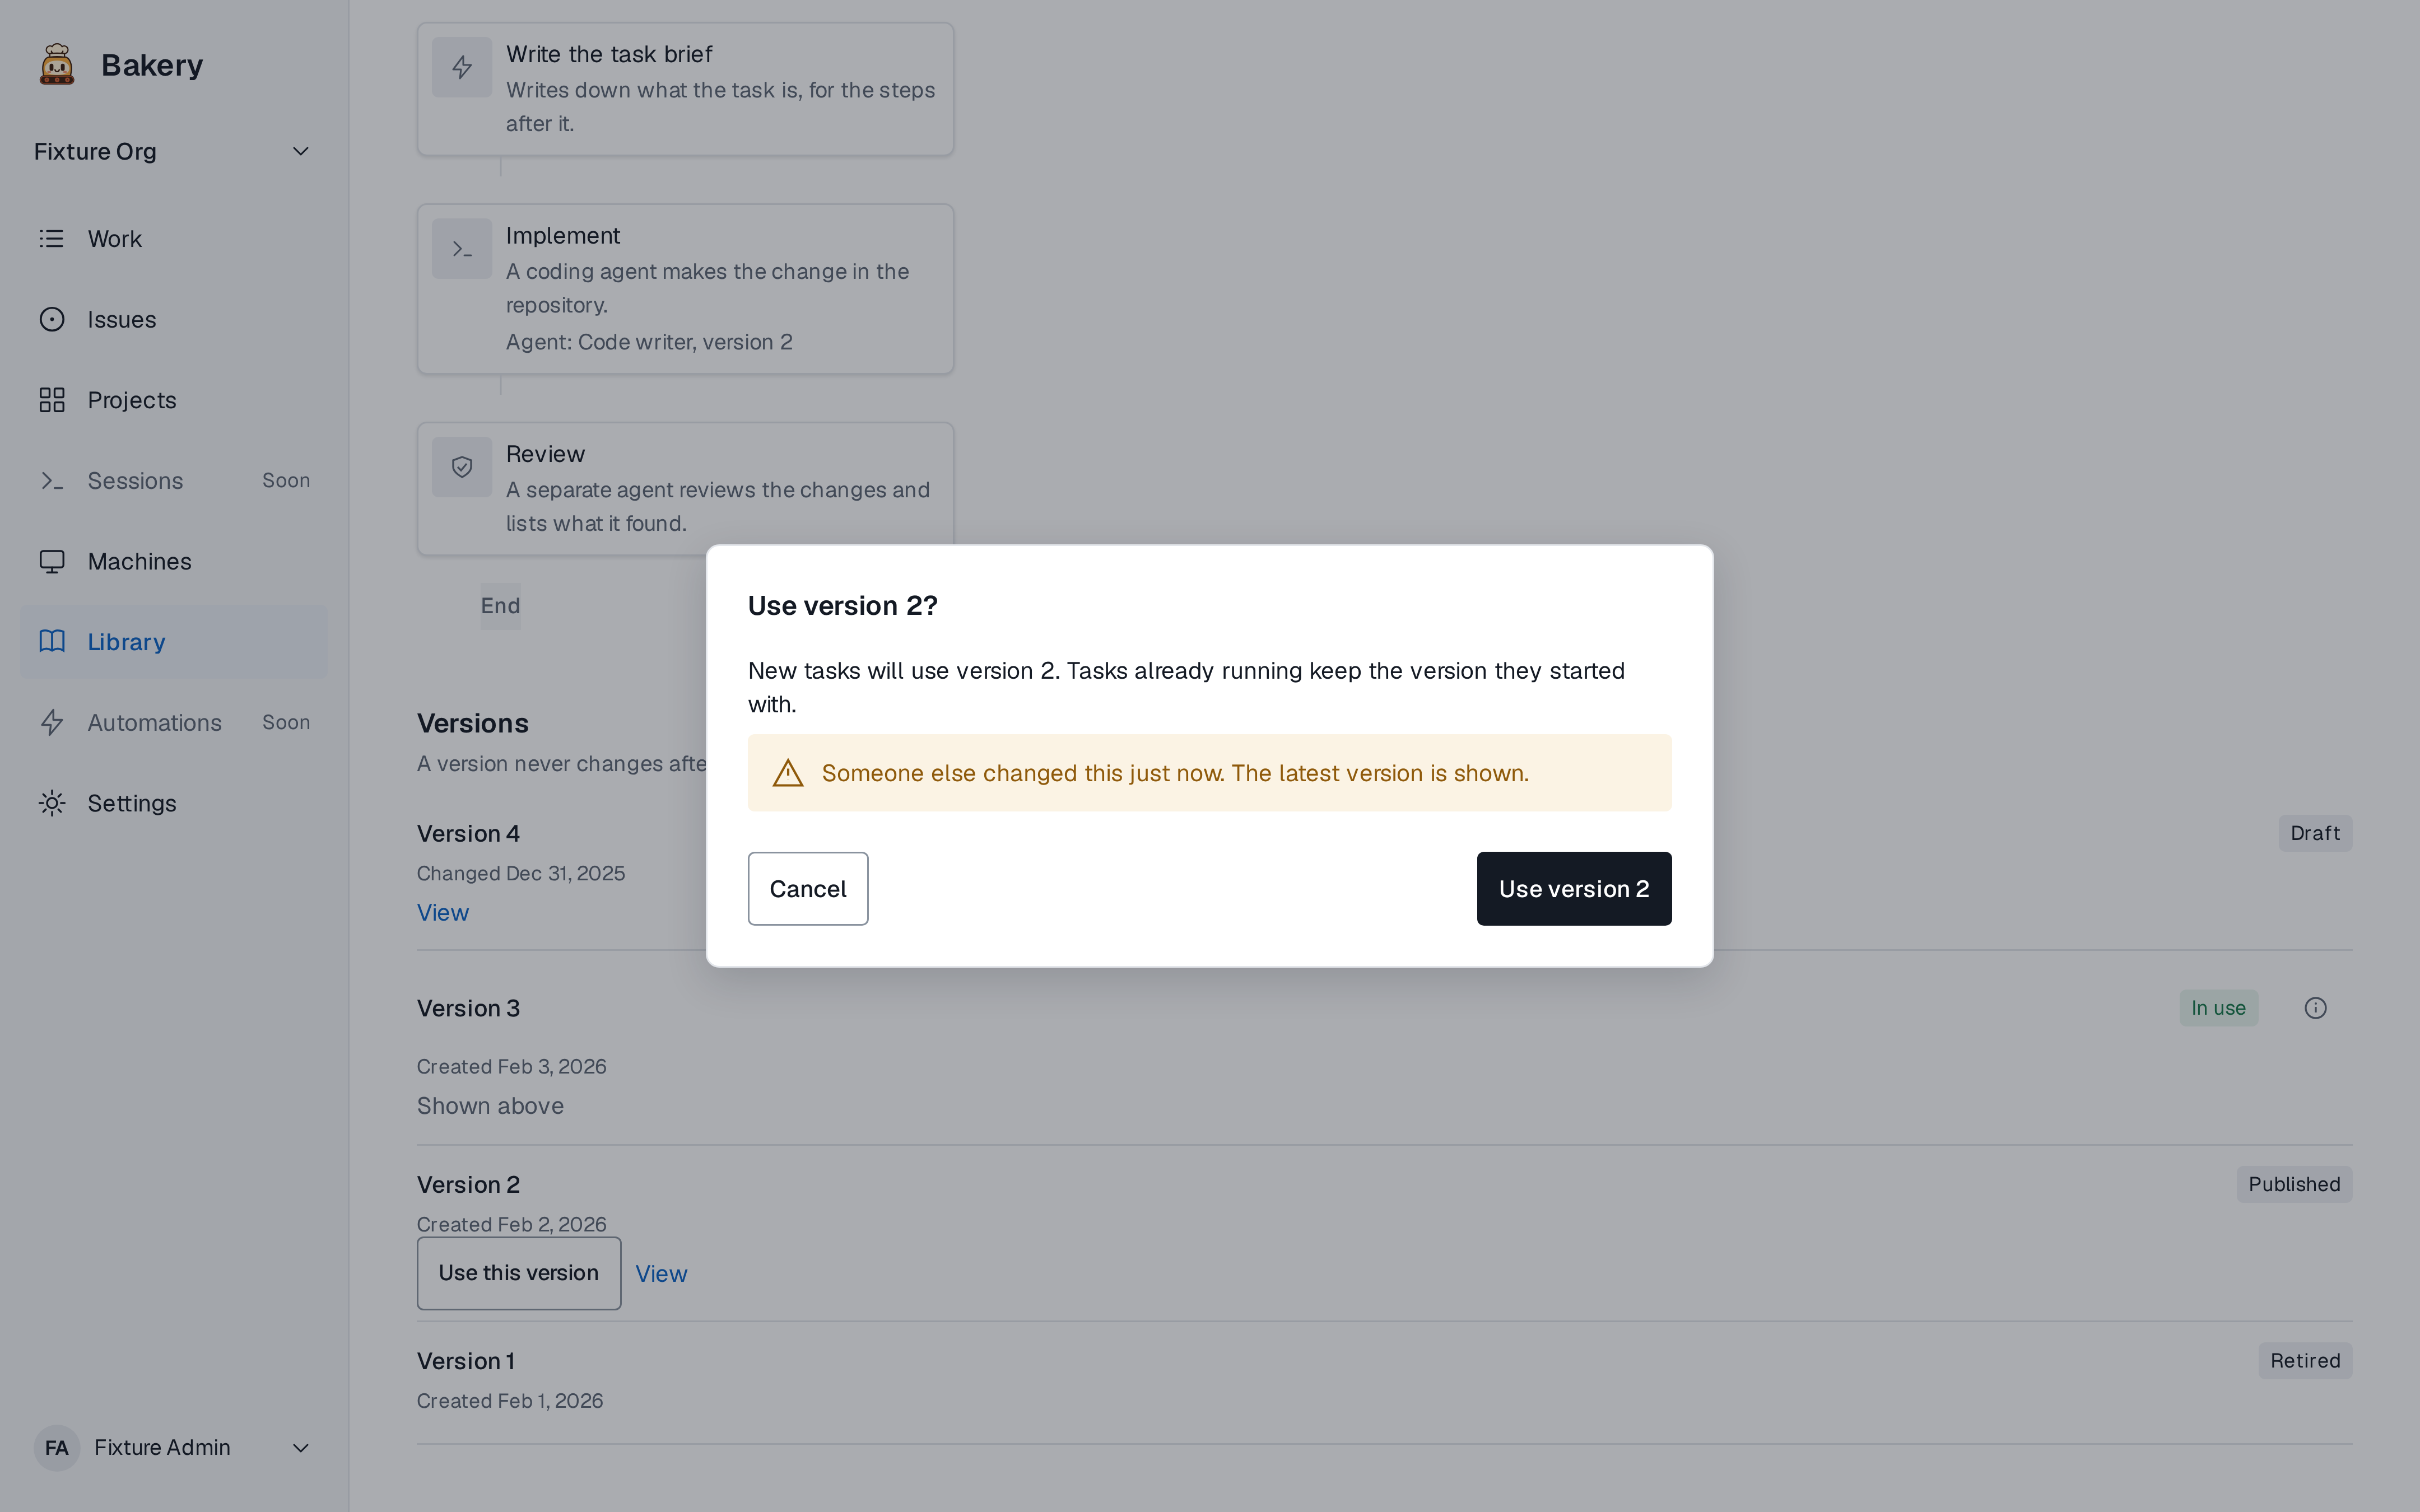 Bakery
Fixture Org
Work
Issues
Projects
Sessions Soon
Machines
Library
Automations Soon
Settings
FA Fixture Admin
Write the task brief
Writes down what the task is, for the steps
after it.
Implement
A coding agent makes the change in the
repository.
Agent: Code writer, version 2
Review
A separate agent reviews the changes and
lists what it found.
End
Use version 2?
New tasks will use version 2. Tasks already running keep the version they started
with.
Someone else changed this just now. The latest version is shown.
Cancel
Use version 2
Versions
A version never changes afte
Version 4
Draft
Changed Dec 31, 2025
View
Version 3
In use
Created Feb 3, 2026
Shown above
Version 2
Published
Created Feb 2, 2026
Use this version View
Version 1
Retired
Created Feb 1, 2026